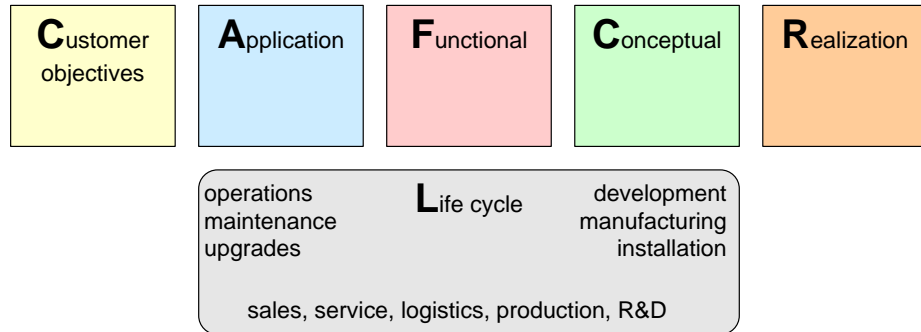 Customer
objectives
Application
Functional
Conceptual
Realization
operations
maintenance
upgrades
Life cycle
development
manufacturing
installation
sales, service, logistics, production, R&D